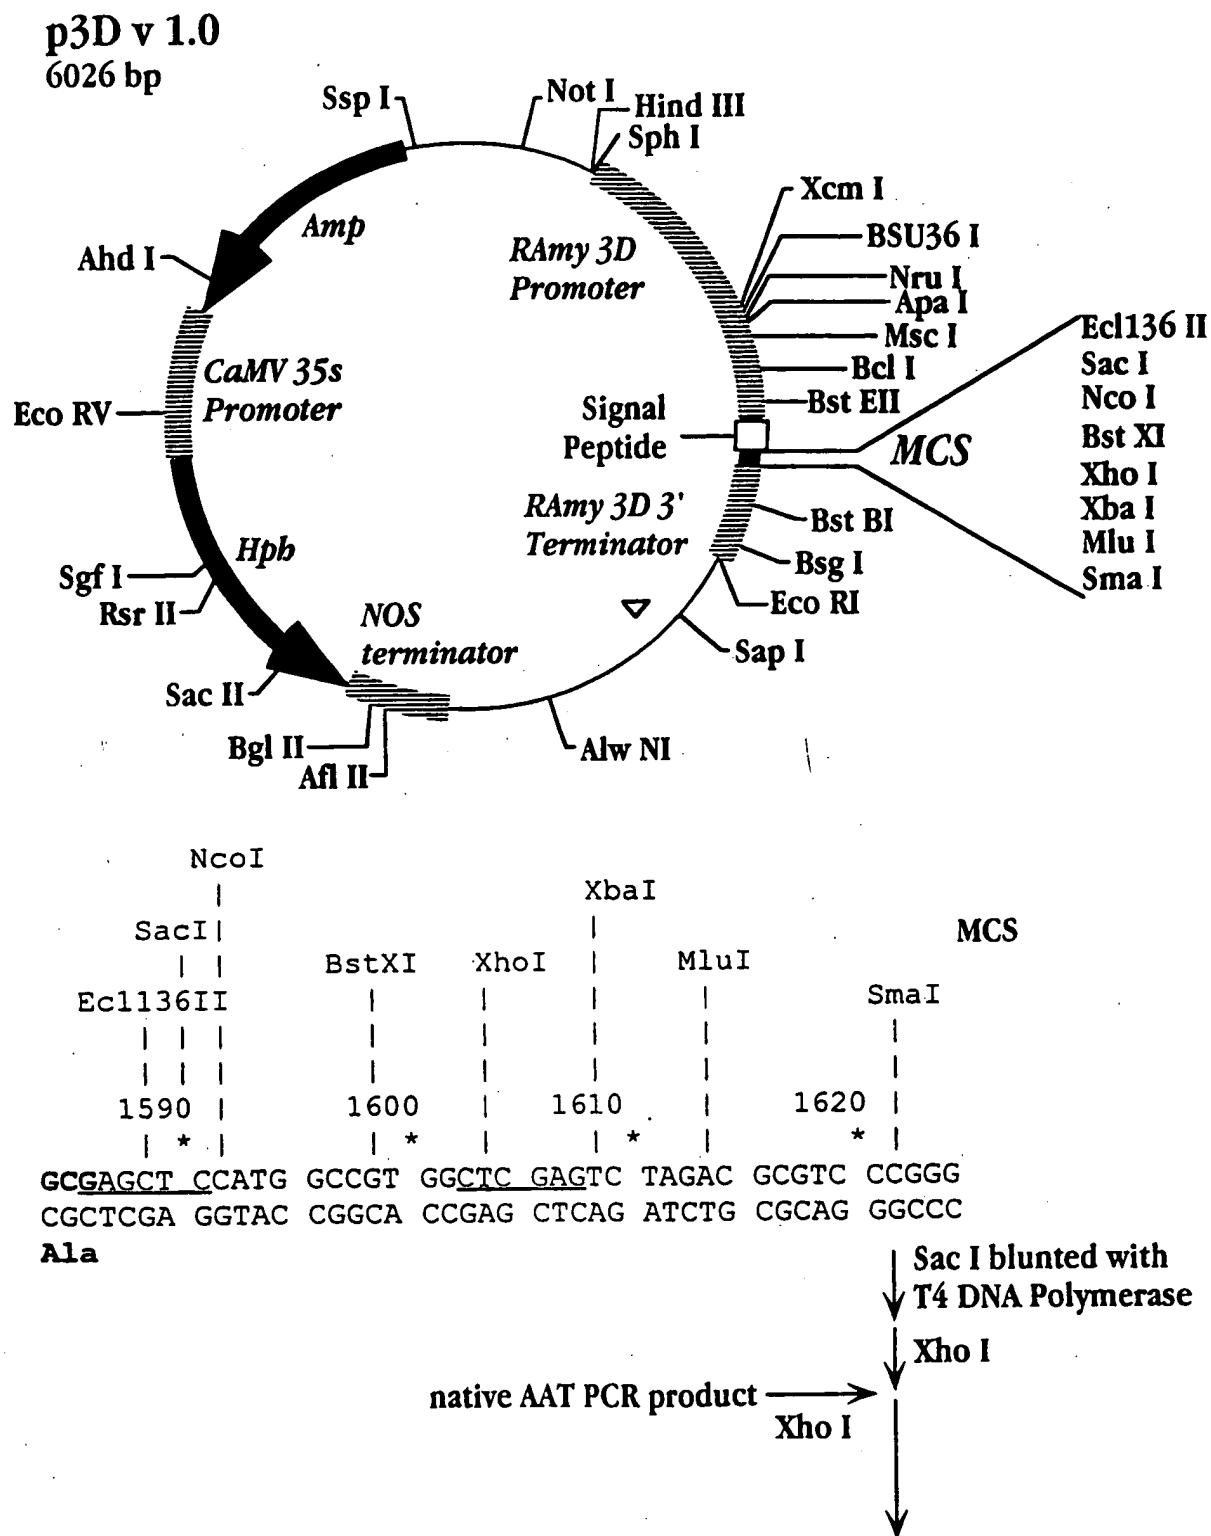 p3D v 1.0
6026 bp
Ssp I
Not I
Hind III
Sph I
Xcm I
BSU36 I
Nru I
Apa I
Msc I
Bcl I
Bst EII
Amp
RAmy 3D
Promoter
Ahd I
CaMV 35s
Promoter
Eco RV
Signal
Peptide
MCS
Ecl136 II
Sac I
Nco I
Bst XI
Xho I
Xba I
Mlu I
Sma I
RAmy 3D 3'
Terminator
Bst BI
Bsg I
Eco RI
Sap I
Hph
Sgf I
Rsr II
NOS
terminator
Sac II
Bgl II
Afl II
Alw NI
NcoI
XbaI
SacI
MCS
BstXI XhoI MluI
Ecl136II
SmaI
1590 1600 1610 1620
* * * *
GCGAGCT CCATG GCCGT GGCTC GAGTC TAGAC GCGTC CCGGG
CGCTCGA GGTAC CGGCA CCGAG CTCAG ATCTG CGCAG GGCCC
Ala
Sac I blunted with
T4 DNA Polymerase
Xho I
native AAT PCR product
Xho I